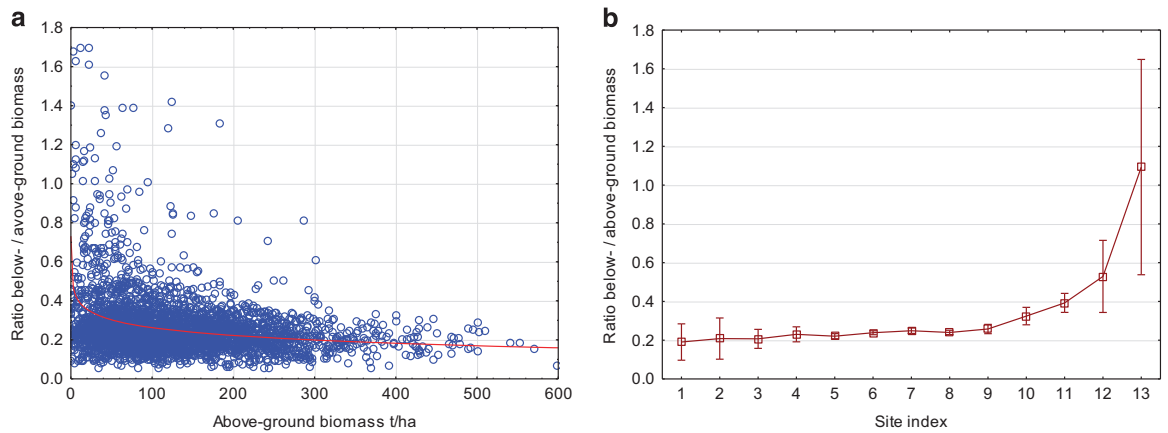 a
Ratio below- / avove-ground biomass
1.8
1.6
1.4
1.2
1.0
0.8
0.6
0.4
0.2
0.0
0 100 200 300 400 500 600
Above-ground biomass t/ha
b
Ratio below- / above-ground biomass
1.8
1.6
1.4
1.2
1.0
0.8
0.6
0.4
0.2
0.0
1 2 3 4 5 6 7 8 9 10 11 12 13
Site index